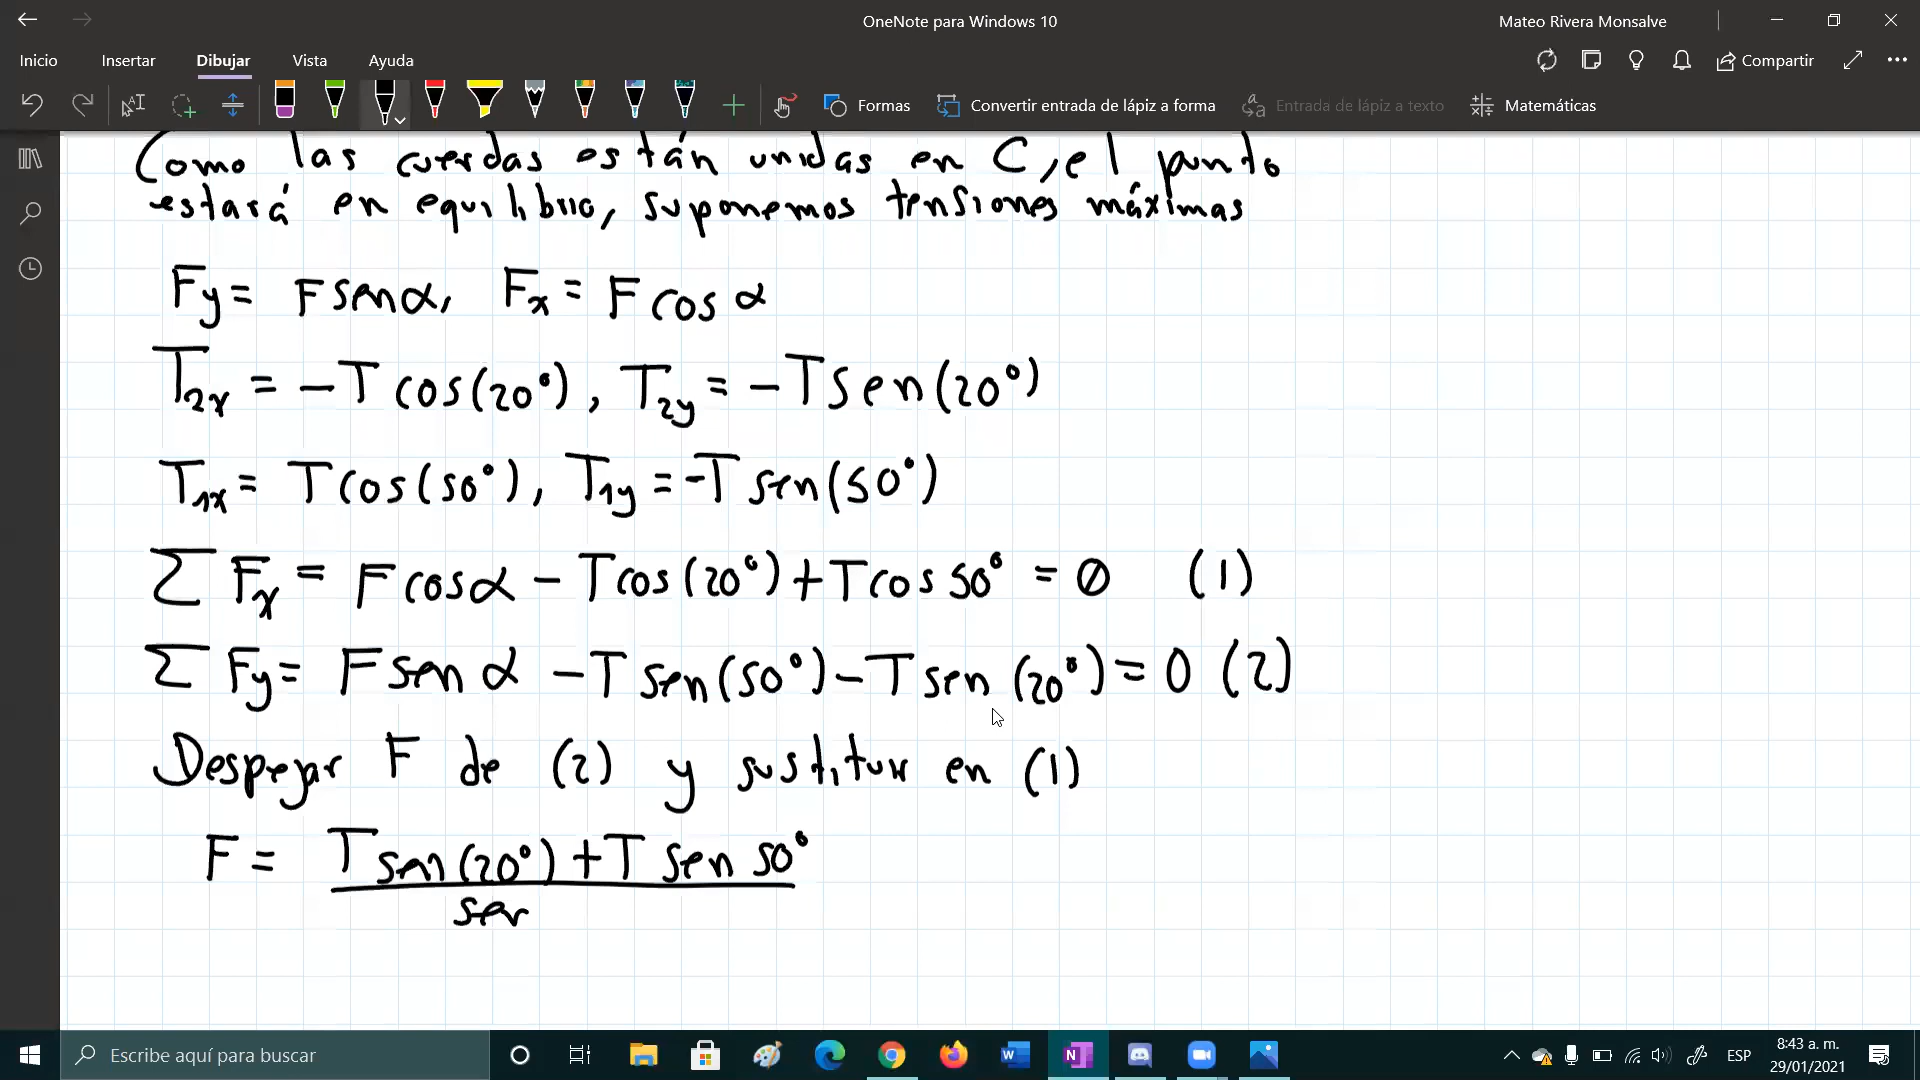 OneNote para Windows 10
Mateo Rivera Monsalve
Inicio Insertar Dibujar Vista Ayuda
Compartir
Formas Convertir entrada de lápiz a forma Entrada de lápiz a texto Matemáticas
Como las cuerdas están unidas en C, el punto
estará en equilibrio, suponemos tensiones máximas
Fy = F sen α, Fx = F cos α
T2x = -T cos(20°), T2y = -T sen(20°)
T1x = T cos(50°), T1y = -T sen(50°)
∑ Fx = F cos α - T cos(20°) + T cos 50° = 0 (1)
∑ Fy = F sen α - T sen(50°) - T sen(20°) = 0 (2)
Despejar F de (2) y sustituir en (1)
F = T sen(20°) + T sen 50°
sen
Escribe aquí para buscar
ESP
8:43 a. m.
29/01/2021